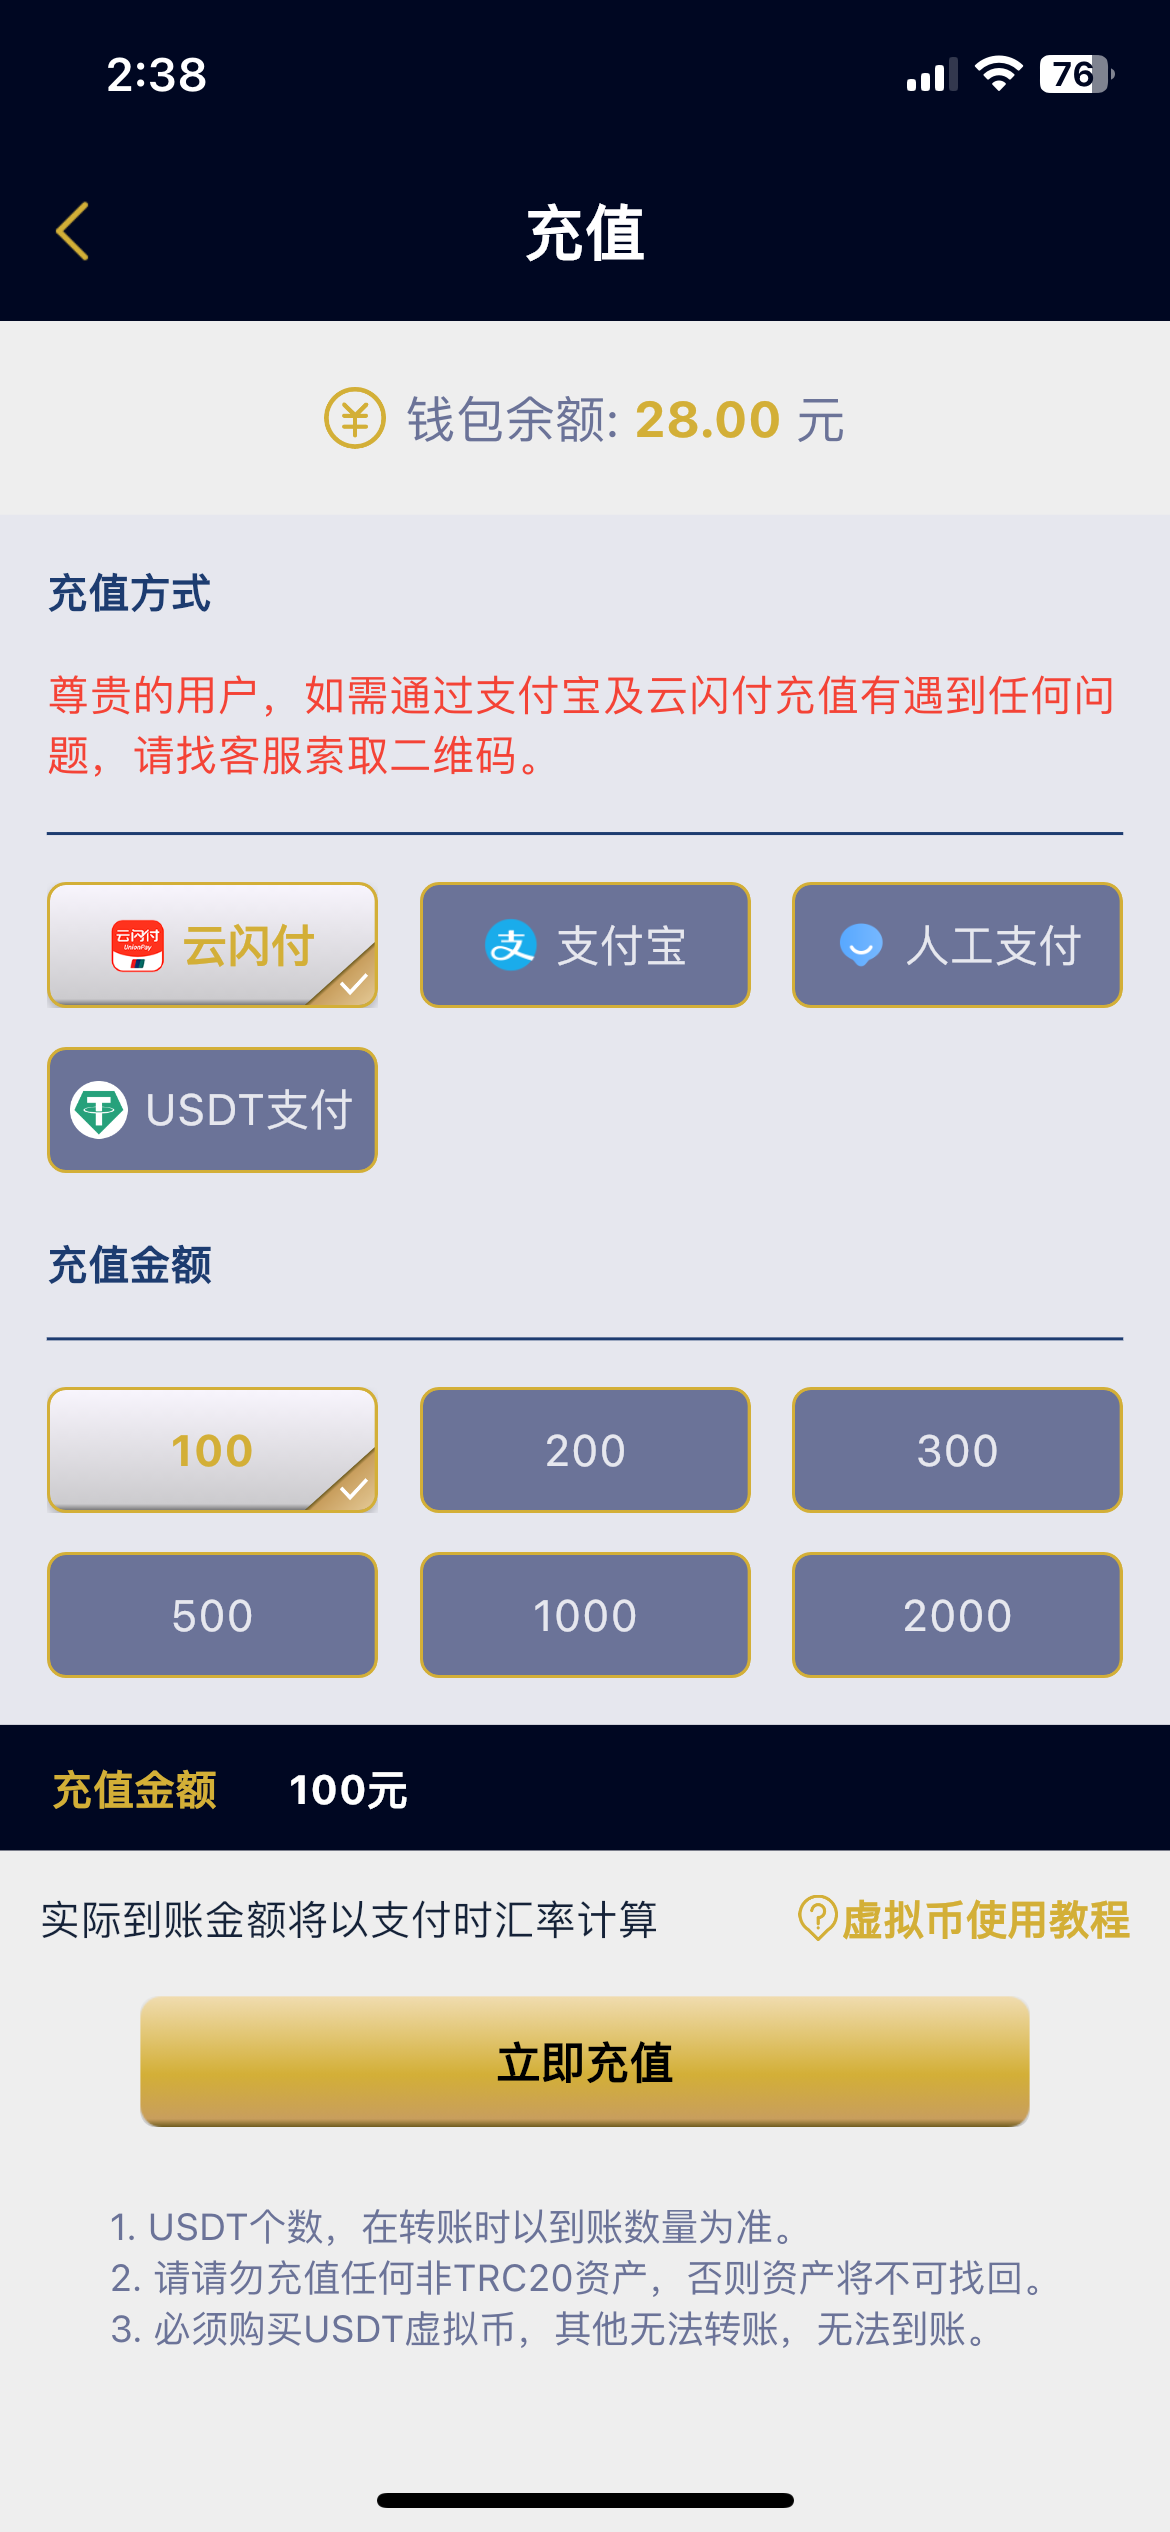 2:38
76
充值
钱包余额: 28.00 元
充值方式
尊贵的用户，如需通过支付宝及云闪付充值有遇到任何问
题，请找客服索取二维码。
云闪付 UnionPay 云闪付
支 支付宝
人工支付
USDT支付
充值金额
100
200
300
500
1000
2000
充值金额 100元
实际到账金额将以支付时汇率计算
虚拟币使用教程
立即充值
1. USDT个数，在转账时以到账数量为准。
2. 请请勿充值任何非TRC20资产，否则资产将不可找回。
3. 必须购买USDT虚拟币，其他无法转账，无法到账。